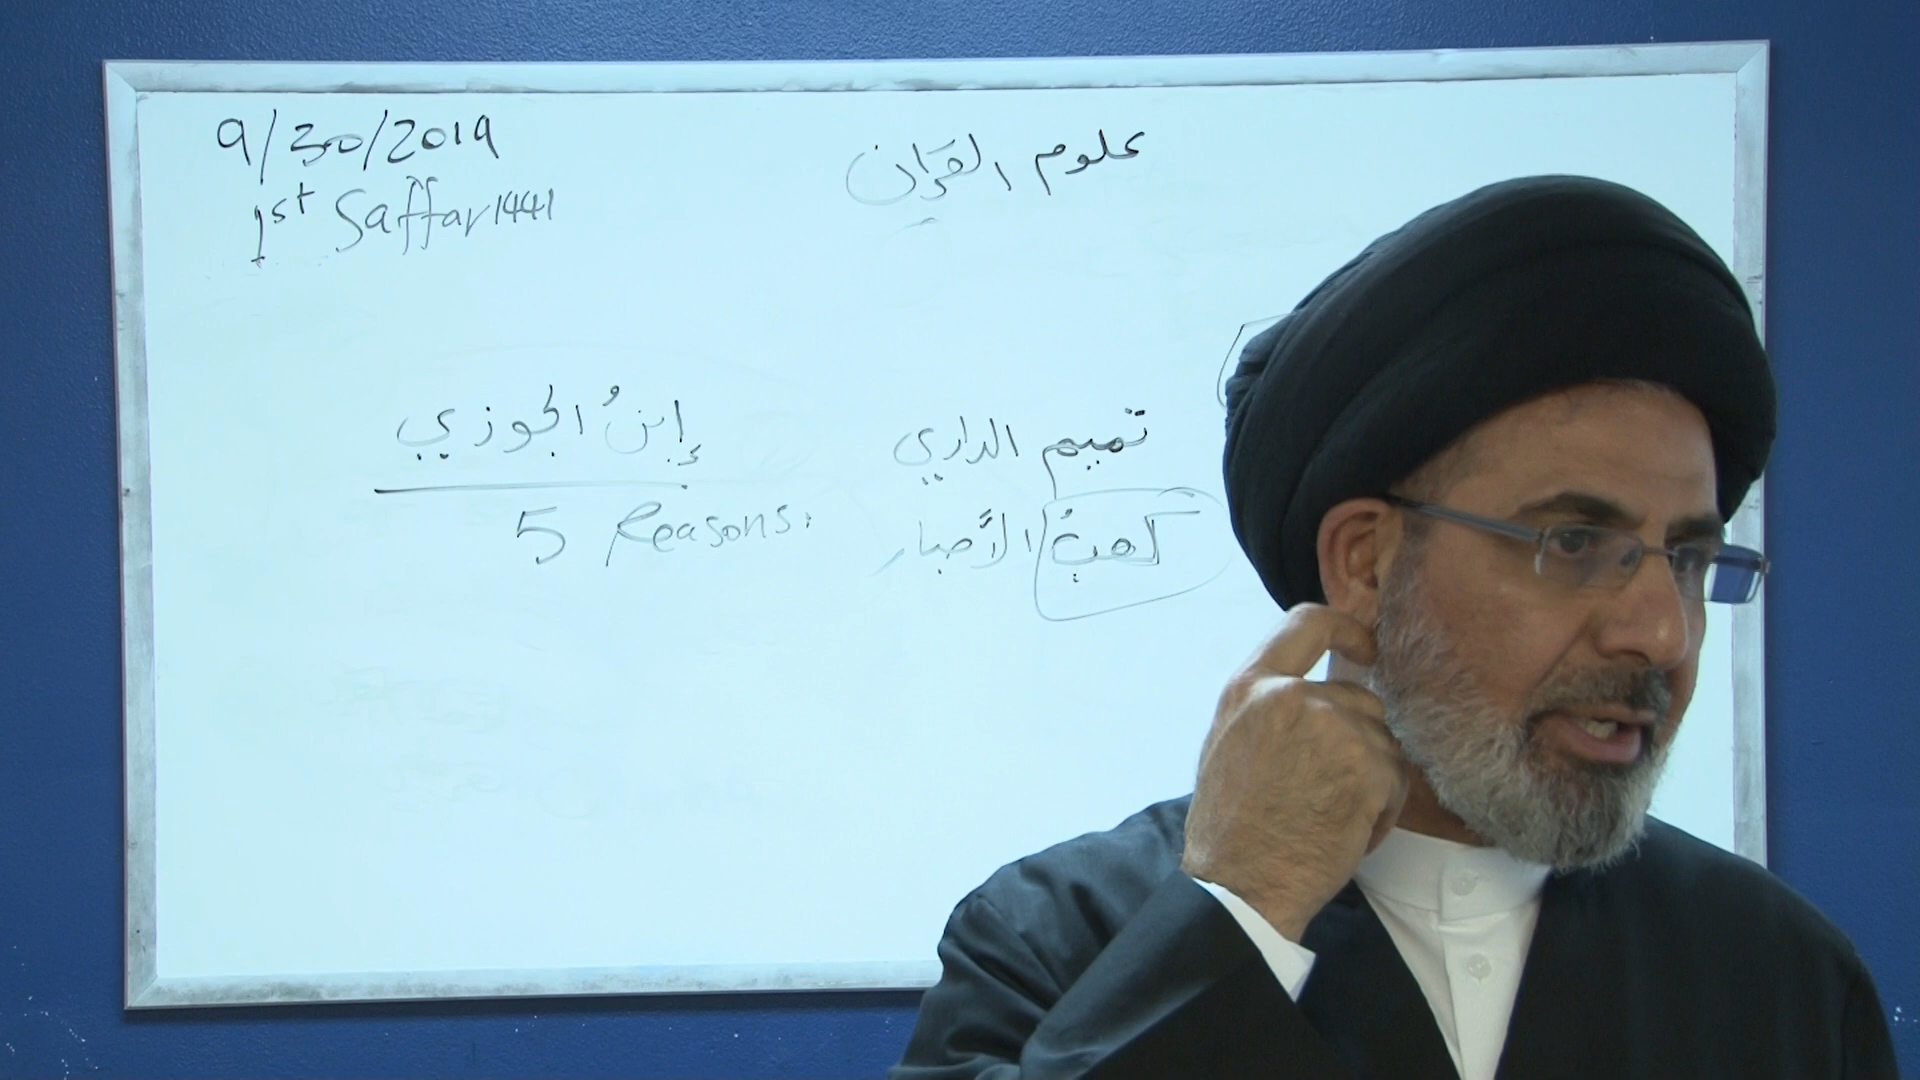 9/30/2019
1st Saffar 1441
علوم القرآن
إبنُ الجوزي
5 Reasons:
تميم الداري
كعبُ الأحبار